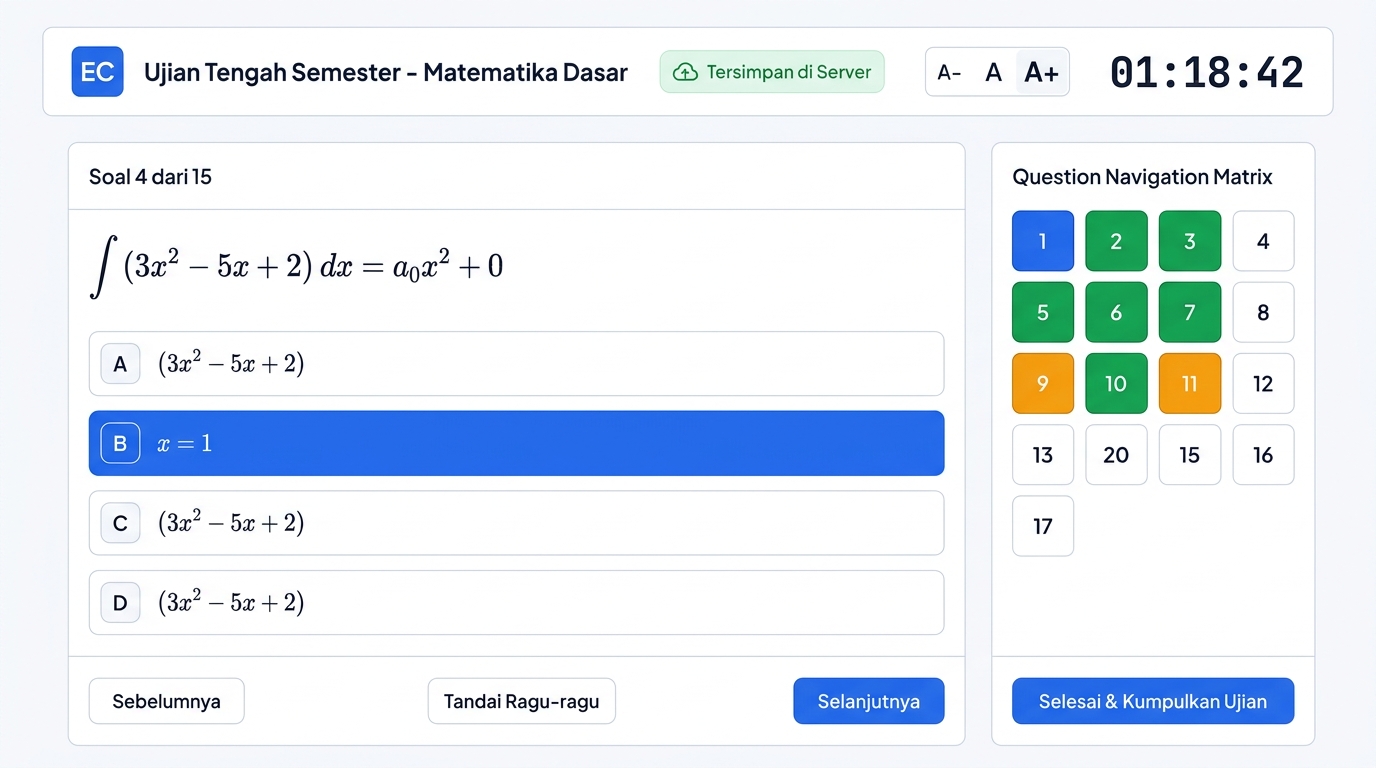 EC
Ujian Tengah Semester - Matematika Dasar
Tersimpan di Server
A- A A+
01:18:42
Soal 4 dari 15
∫ (3x² − 5x + 2) dx = a₀x² + 0
A (3x² − 5x + 2)
B x = 1
C (3x² − 5x + 2)
D (3x² − 5x + 2)
Sebelumnya
Tandai Ragu-ragu
Selanjutnya
Question Navigation Matrix
1 2 3 4
5 6 7 8
9 10 11 12
13 20 15 16
17
Selesai & Kumpulkan Ujian